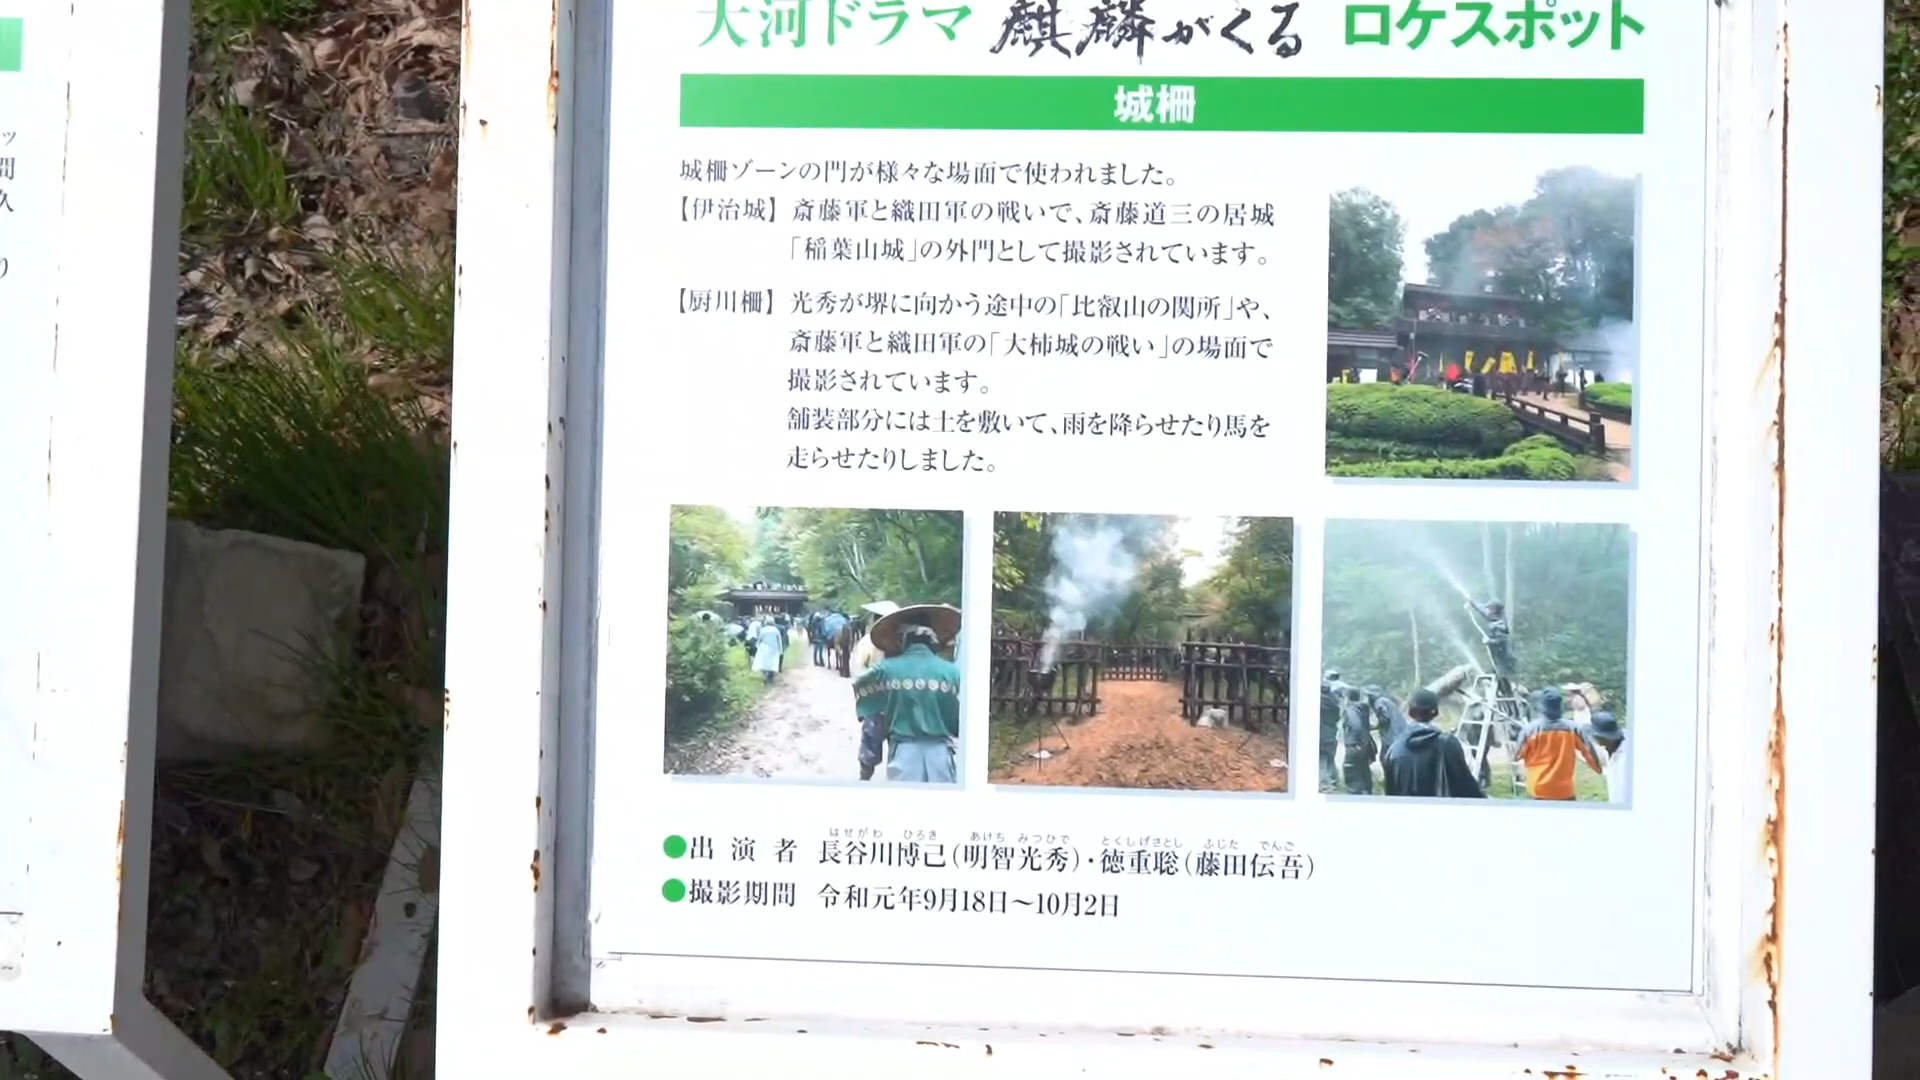 大河ドラマ 麒麟がくる ロケスポット
城柵
城柵ゾーンの門が様々な場面で使われました。
【伊治城】斎藤軍と織田軍の戦いで、斎藤道三の居城
「稲葉山城」の外門として撮影されています。
【厨川柵】光秀が堺に向かう途中の「比叡山の関所」や、
斎藤軍と織田軍の「大柿城の戦い」の場面で
撮影されています。
舗装部分には土を敷いて、雨を降らせたり馬を
走らせたりしました。
はせがわ ひろき あけち みつひで とくしげさとし ふじた でんご
●出演者 長谷川博己(明智光秀)・徳重聡(藤田伝吾)
●撮影期間 令和元年9月18日〜10月2日
ッ
間
久
り